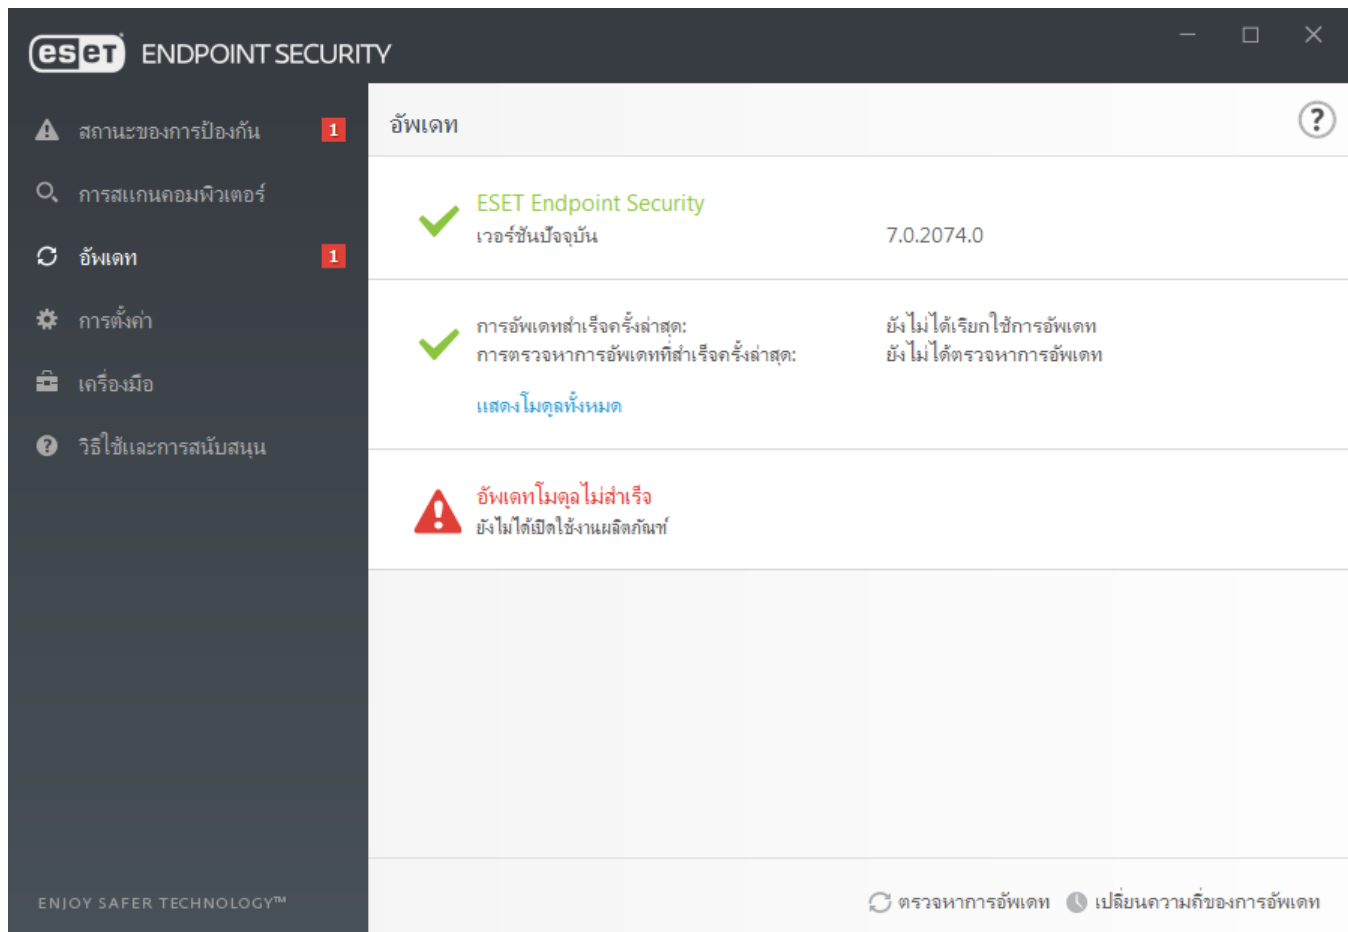 eset ENDPOINT SECURITY
สถานะของการป้องกัน 1
การสแกนคอมพิวเตอร์
อัพเดท 1
การตั้งค่า
เครื่องมือ
วิธีใช้และการสนับสนุน
ENJOY SAFER TECHNOLOGY™
อัพเดท ?
ESET Endpoint Security
เวอร์ชันปัจจุบัน 7.0.2074.0
การอัพเดทสำเร็จครั้งล่าสุด: ยังไม่ได้เรียกใช้การอัพเดท
การตรวจหาการอัพเดทที่สำเร็จครั้งล่าสุด: ยังไม่ได้ตรวจหาการอัพเดท
แสดงโมดูลทั้งหมด
อัพเดทโมดูลไม่สำเร็จ
ยังไม่ได้เปิดใช้งานผลิตภัณฑ์
ตรวจหาการอัพเดท เปลี่ยนความถี่ของการอัพเดท